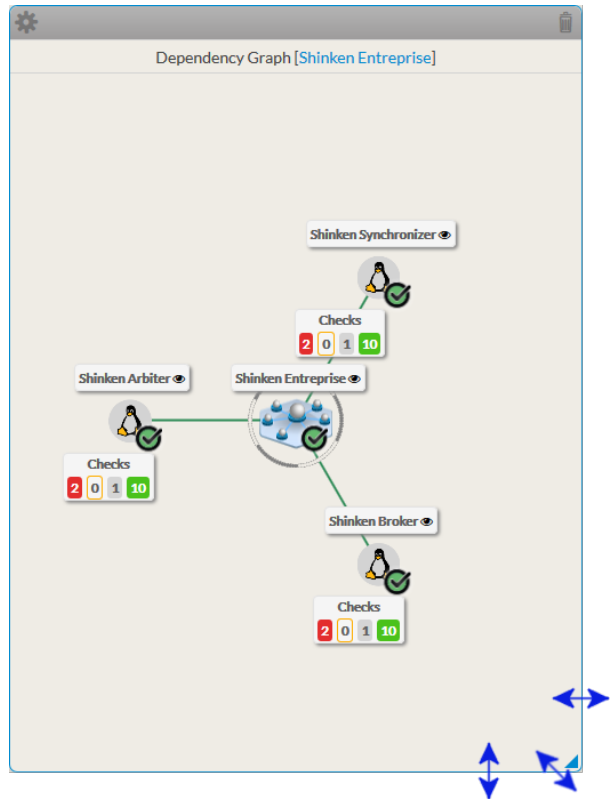 Dependency Graph [Shinken Entreprise]
Shinken Synchronizer
Checks
2 0 1 10
Shinken Arbiter
Shinken Entreprise
Checks
2 0 1 10
Shinken Broker
Checks
2 0 1 10